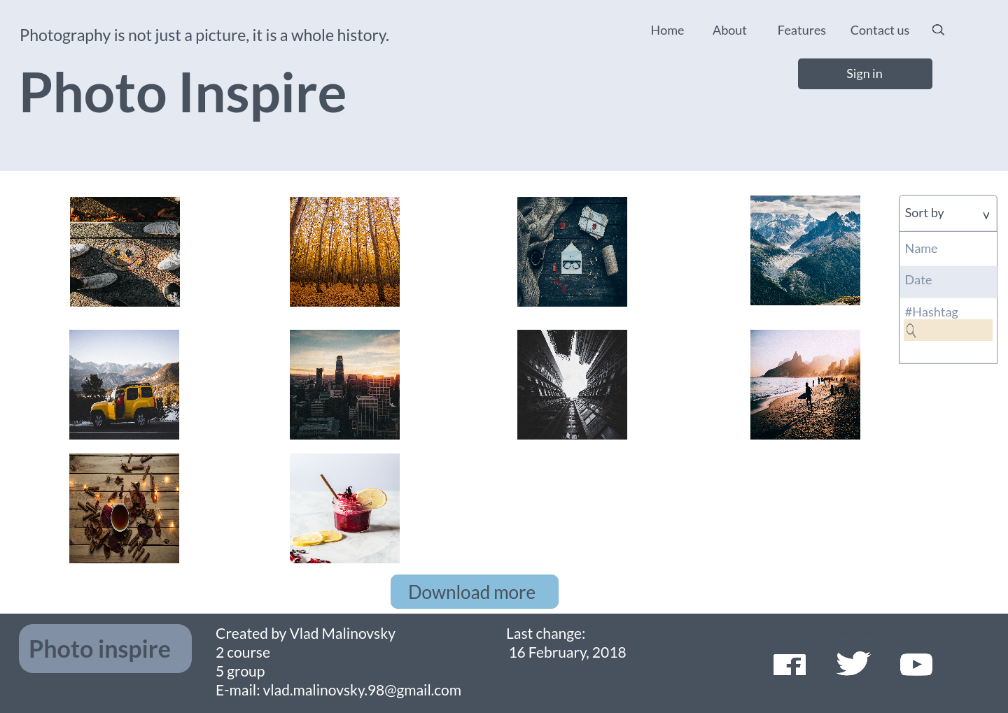 Photography is not just a picture, it is a whole history.
Home About Features Contact us
Sign in
Photo Inspire
Sort by
Name
Date
#Hashtag
Download more
Photo inspire
Created by Vlad Malinovsky
2 course
5 group
E-mail: vlad.malinovsky.98@gmail.com
Last change:
16 February, 2018